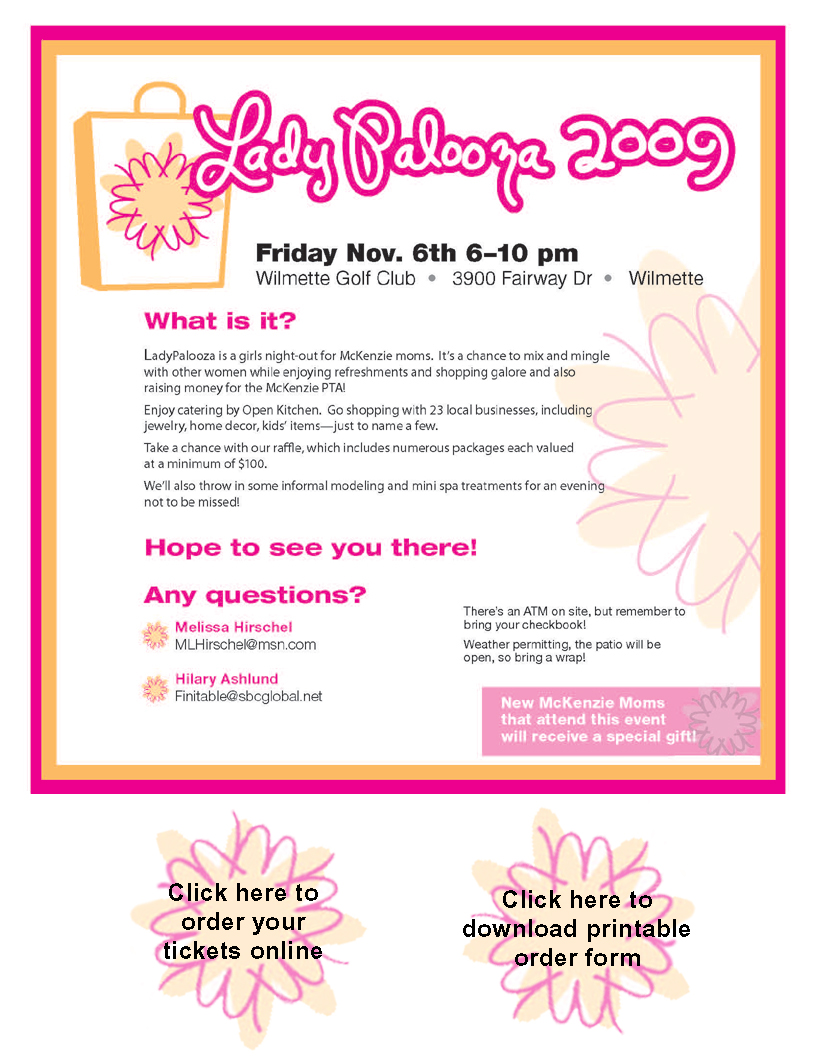 Lady Palooza 2009
Friday Nov. 6th 6–10 pm
Wilmette Golf Club • 3900 Fairway Dr • Wilmette
What is it?
LadyPalooza is a girls night-out for McKenzie moms. It's a chance to mix and mingle
with other women while enjoying refreshments and shopping galore and also
raising money for the McKenzie PTA!
Enjoy catering by Open Kitchen. Go shopping with 23 local businesses, including
jewelry, home decor, kids' items—just to name a few.
Take a chance with our raffle, which includes numerous packages each valued
at a minimum of $100.
We'll also throw in some informal modeling and mini spa treatments for an evening
not to be missed!
Hope to see you there!
Any questions?
Melissa Hirschel
MLHirschel@msn.com
Hilary Ashlund
Finitable@sbcglobal.net
There's an ATM on site, but remember to
bring your checkbook!
Weather permitting, the patio will be
open, so bring a wrap!
New McKenzie Moms
that attend this event
will receive a special gift!
Click here to
order your
tickets online
Click here to
download printable
order form